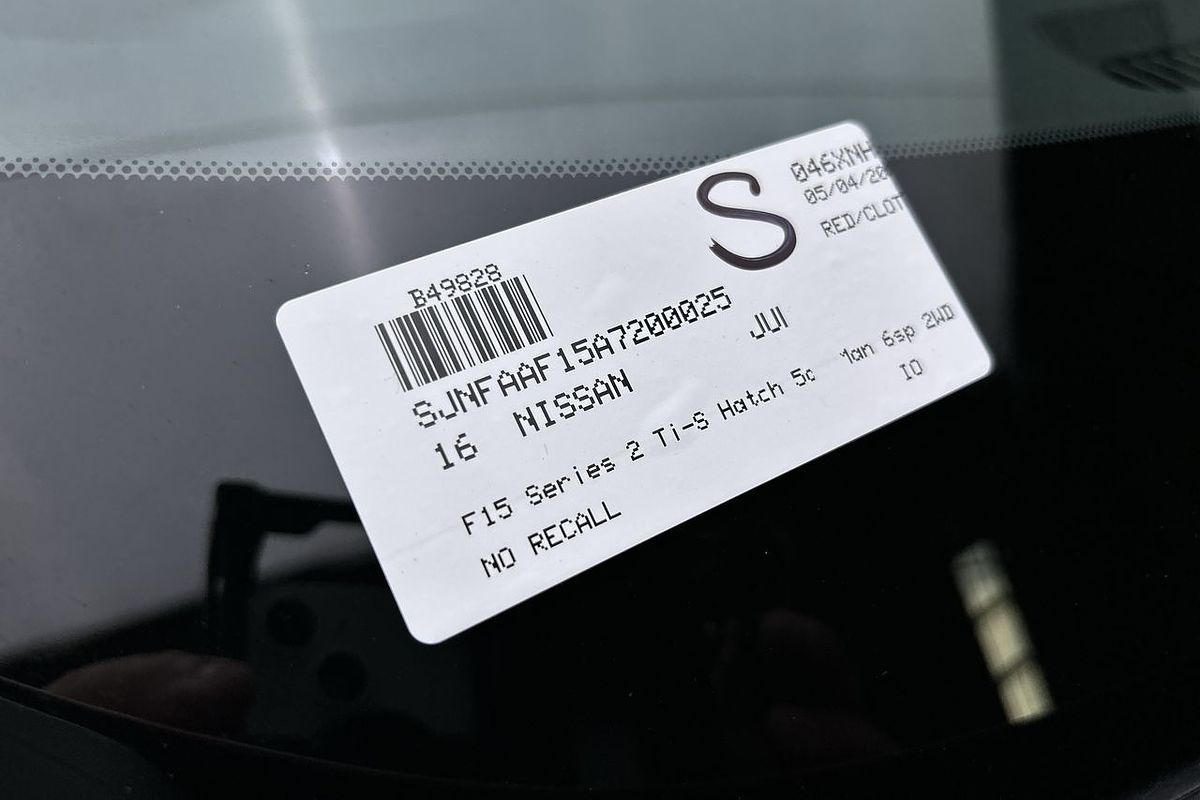 S
046XNH
05/04/20
RED/CLOT
B49828
SJNFAAF15A7200025
16 NISSAN JUI
F15 Series 2 Ti-S Hatch 5 Man 6sp 2WD
NO RECALL IO